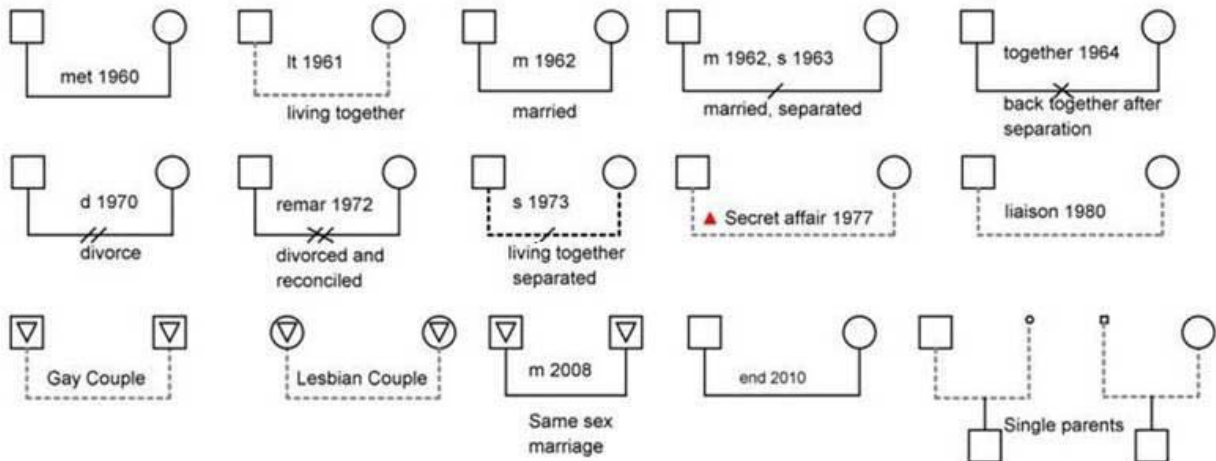 met 1960
lt 1961
living together
m 1962
married
m 1962, s 1963
married, separated
together 1964
back together after
separation
d 1970
divorce
remar 1972
divorced and
reconciled
s 1973
living together
separated
Secret affair 1977
liaison 1980
Gay Couple
Lesbian Couple
m 2008
Same sex
marriage
end 2010
Single parents